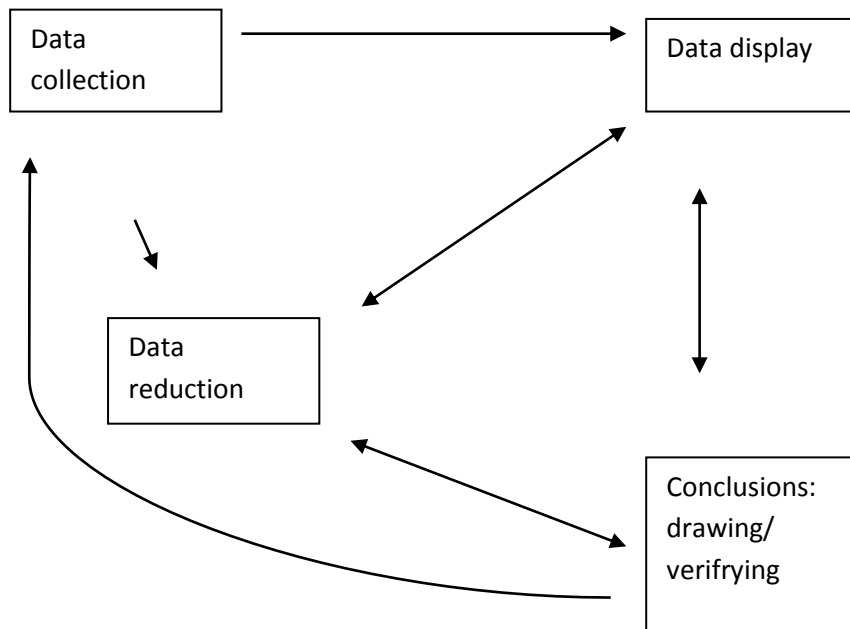 Data
collection
Data display
Data
reduction
Conclusions:
drawing/
verifrying